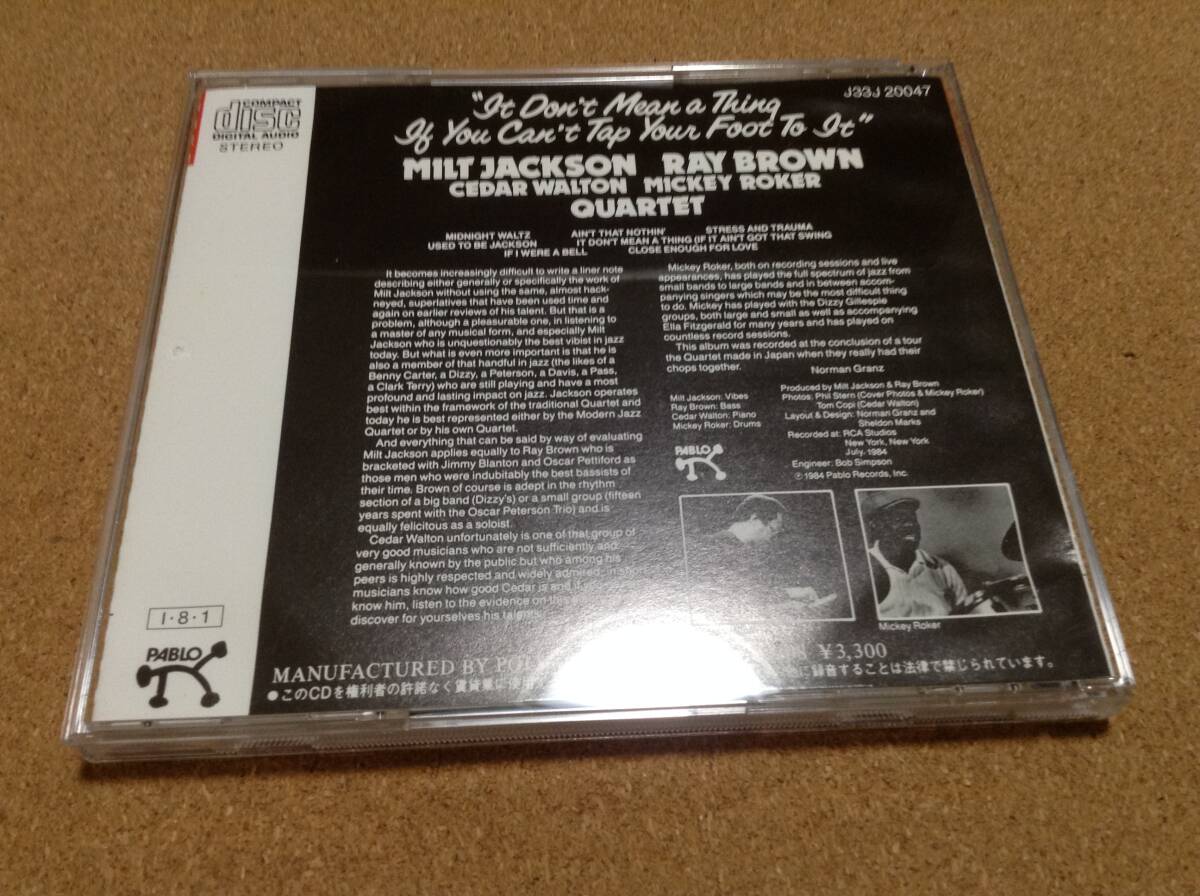 COMPACT
disc
DIGITAL AUDIO
STEREO
J33J 20047
"It Don't Mean a Thing
If You Can't Tap Your Foot To It"
MILT JACKSON RAY BROWN
CEDAR WALTON MICKEY ROKER
QUARTET
MIDNIGHT WALTZ AIN'T THAT NOTHIN' STRESS AND TRAUMA
USED TO BE JACKSON IT DON'T MEAN A THING (IF IT AIN'T GOT THAT SWING
IF I WERE A BELL CLOSE ENOUGH FOR LOVE
It becomes increasingly difficult to write a liner note
describing either generally or specifically the work of
Milt Jackson without using the same, almost hack-
neyed, superlatives that have been used time and
again on earlier reviews of his talent. But that is a
problem, although a pleasurable one, in listening to
a master of any musical form, and especially Milt
Jackson who is unquestionably the best vibist in jazz
today. But what is even more important is that he is
also a member of that handful in jazz (the likes of a
Benny Carter, a Dizzy, a Peterson, a Davis, a Pass,
a Clark Terry) who are still playing and have a most
profound and lasting impact on jazz. Jackson operates
best within the framework of the traditional Quartet and
today he is best represented either by the Modern Jazz
Quartet or by his own Quartet.
And everything that can be said by way of evaluating
Milt Jackson applies equally to Ray Brown who is
bracketed with Jimmy Blanton and Oscar Pettiford as
those men who were indubitably the best bassists of
their time. Brown of course is adept in the rhythm
section of a big band (Dizzy's) or a small group (fifteen
years spent with the Oscar Peterson Trio) and is
equally felicitous as a soloist.
Cedar Walton unfortunately is one of that group of
very good musicians who are not sufficiently and
generally known by the public but who among his
peers is highly respected and widely admired; in
musicians know how good Cedar is and
know him, listen to the evidence on this
discover for yourselves his talent
Mickey Roker, both on recording sessions and live
appearances, has played the full spectrum of jazz from
small bands to large bands and in between accom-
panying singers which may be the most difficult thing
to do. Mickey has played with the Dizzy Gillespie
groups, both large and small as well as accompanying
Ella Fitzgerald for many years and has played on
countless record sessions.
This album was recorded at the conclusion of a tour
the Quartet made in Japan when they really had their
chops together.
Norman Granz
Milt Jackson: Vibes
Ray Brown: Bass
Cedar Walton: Piano
Mickey Roker: Drums
Produced by Milt Jackson & Ray Brown
Photos: Phil Stern (Cover Photos & Mickey Roker)
Tom Copi (Cedar Walton)
Layout & Design: Norman Granz and
Sheldon Marks
Recorded at: RCA Studios
New York, New York
July, 1984
Engineer: Bob Simpson
℗ 1984 Pablo Records, Inc.
PABLO
Mickey Roker
I·8·1
PABLO
MANUFACTURED BY POL ¥3,300
●このCDを権利者の許諾なく賃貸業に使用 に録音することは法律で禁じられています。